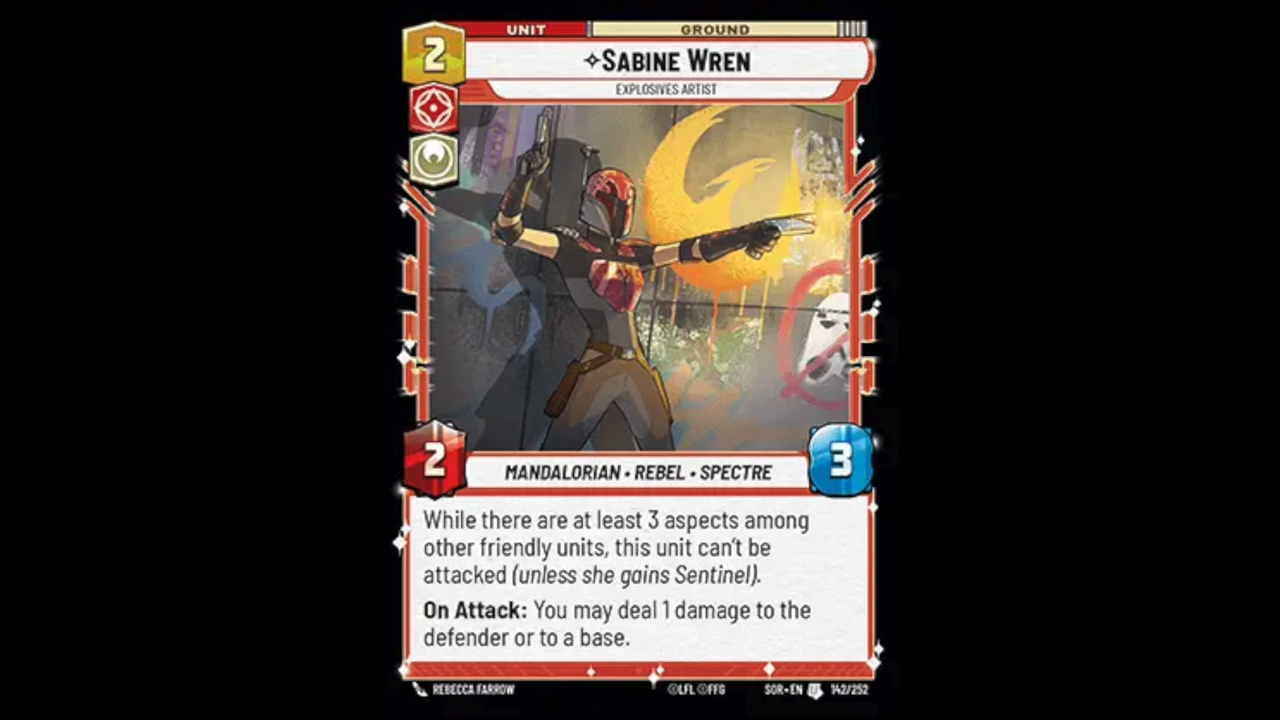 UNIT
GROUND
2
SABINE WREN
EXPLOSIVES ARTIST
2
MANDALORIAN • REBEL • SPECTRE
3
While there are at least 3 aspects among
other friendly units, this unit can't be
attacked (unless she gains Sentinel).
On Attack: You may deal 1 damage to the
defender or to a base.
REBECCA FARROW
ⒸLFL ⒸFFG
SOR•EN
142/252